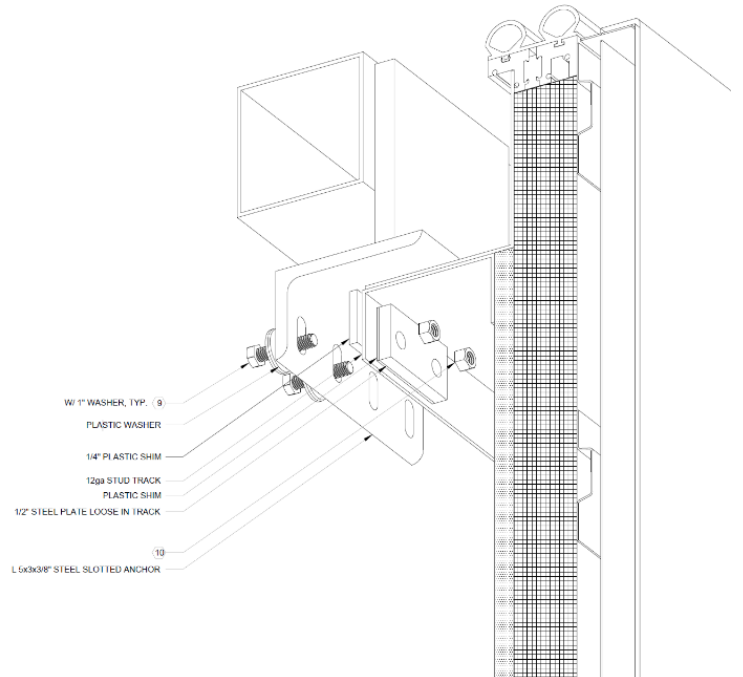 W/ 1" WASHER, TYP. 9
PLASTIC WASHER
1/4" PLASTIC SHIM
12ga STUD TRACK
PLASTIC SHIM
1/2" STEEL PLATE LOOSE IN TRACK
10
L 5x3x3/8" STEEL SLOTTED ANCHOR